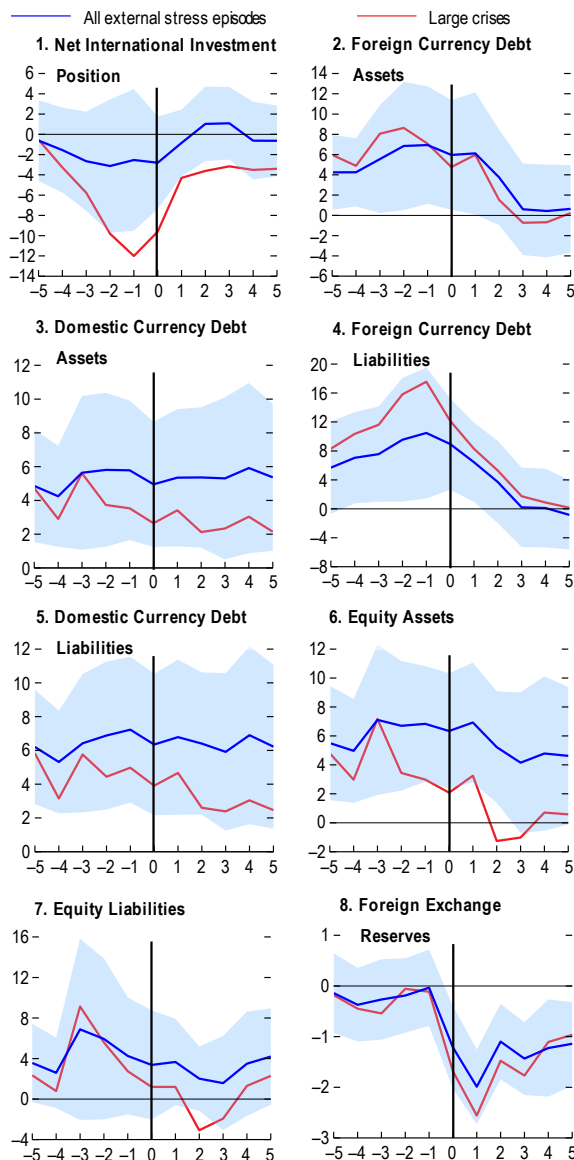 All external stress episodes
Large crises
1. Net International Investment
Position
6
4
2
0
–2
–4
–6
–8
–10
–12
–14
–5 –4 –3 –2 –1 0 1 2 3 4 5
2. Foreign Currency Debt
Assets
14
12
10
8
6
4
2
0
–2
–4
–6
–5 –4 –3 –2 –1 0 1 2 3 4 5
3. Domestic Currency Debt
Assets
12
10
8
6
4
2
0
–5 –4 –3 –2 –1 0 1 2 3 4 5
4. Foreign Currency Debt
Liabilities
20
16
12
8
4
0
–4
–8
–5 –4 –3 –2 –1 0 1 2 3 4 5
5. Domestic Currency Debt
Liabilities
12
10
8
6
4
2
0
–5 –4 –3 –2 –1 0 1 2 3 4 5
6. Equity Assets
12
10
8
6
4
2
0
–2
–5 –4 –3 –2 –1 0 1 2 3 4 5
7. Equity Liabilities
16
12
8
4
0
–4
–5 –4 –3 –2 –1 0 1 2 3 4 5
8. Foreign Exchange
Reserves
1
0
–1
–2
–3
–5 –4 –3 –2 –1 0 1 2 3 4 5